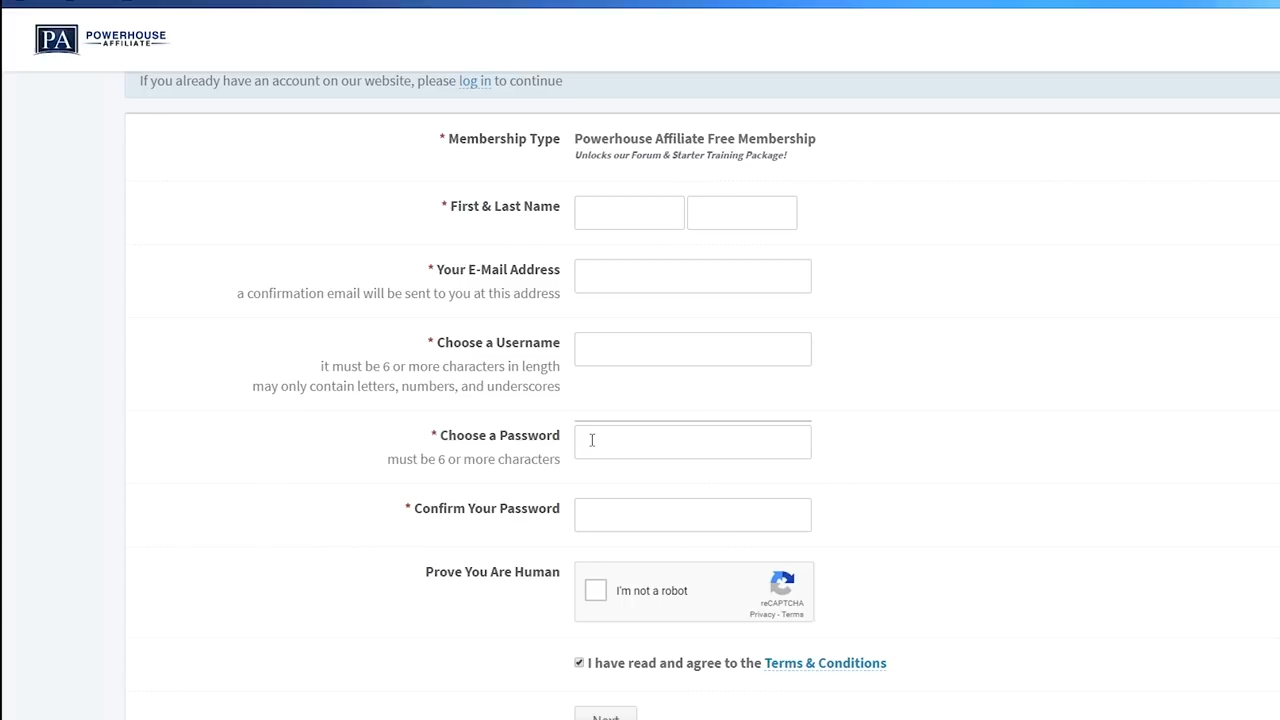 PA POWERHOUSE
AFFILIATE
If you already have an account on our website, please log in to continue
* Membership Type Powerhouse Affiliate Free Membership
Unlocks our Forum & Starter Training Package!
* First & Last Name
* Your E-Mail Address
a confirmation email will be sent to you at this address
* Choose a Username
it must be 6 or more characters in length
may only contain letters, numbers, and underscores
* Choose a Password
must be 6 or more characters
* Confirm Your Password
Prove You Are Human
I'm not a robot
reCAPTCHA
Privacy - Terms
I have read and agree to the Terms & Conditions
Next